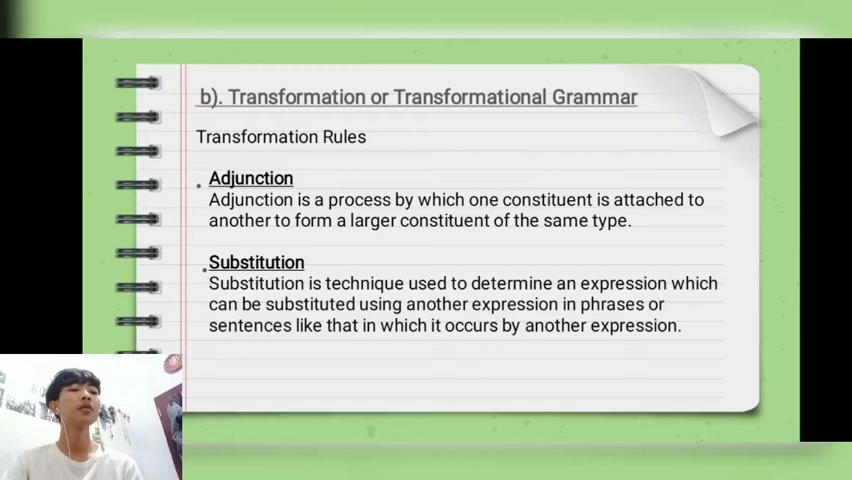 b). Transformation or Transformational Grammar
Transformation Rules
• Adjunction
Adjunction is a process by which one constituent is attached to
another to form a larger constituent of the same type.
• Substitution
Substitution is technique used to determine an expression which
can be substituted using another expression in phrases or
sentences like that in which it occurs by another expression.